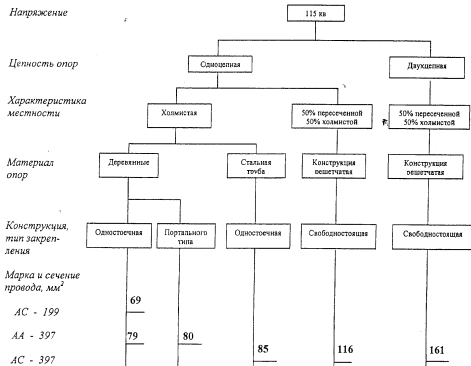 Напряжение
115 кв
Цепность опор
Одноцепная
Двухцепная
Характеристика
местности
Холмистая
50% пересеченной
50% холмистой
50% пересеченной
50% холмистой
Материал
опор
Деревянные
Стальная
труба
Конструкция
решетчатая
Конструкция
решетчатая
Конструкция,
тип закреп-
ления
Одностоечная
Портального
типа
Одностоечная
Свободностоящая
Свободностоящая
Марка и сечение
провода, мм²
69
АС - 199
АА - 397
79
80
АС - 397
85
116
161